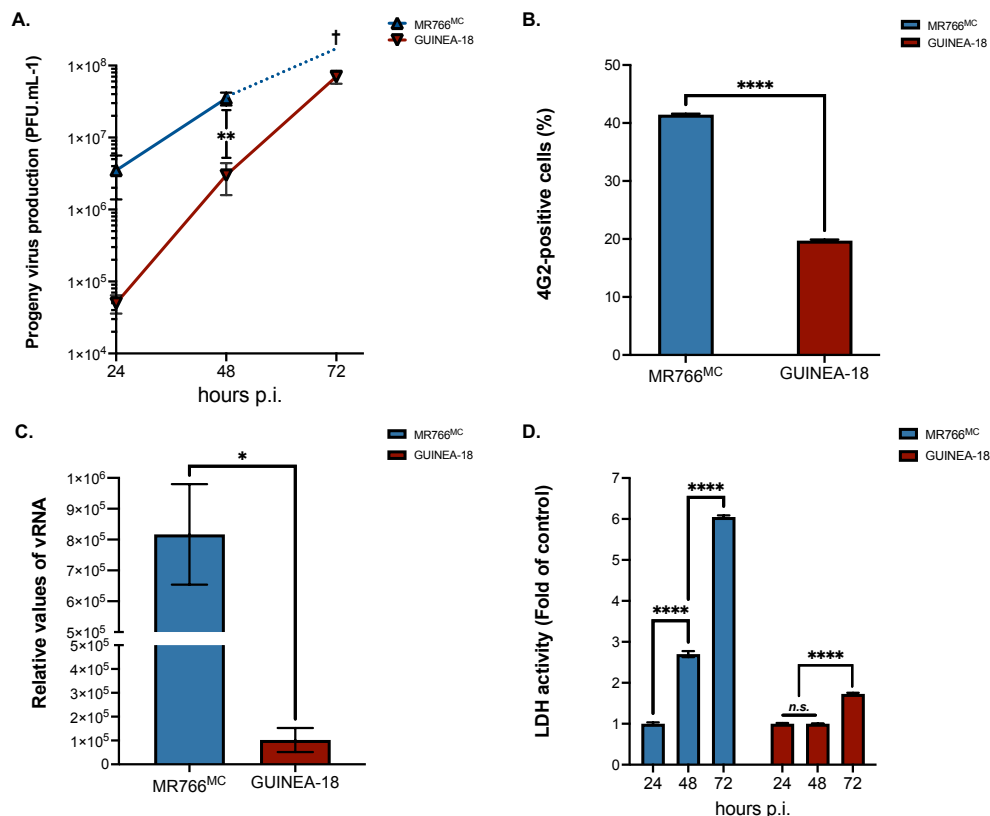 A.
MR766ᴹᶜ
GUINEA-18
Progeny virus production (PFU.mL-1)
1×10⁸
1×10⁷
1×10⁶
1×10⁵
1×10⁴
†
**
24 48 72
hours p.i.
B.
MR766ᴹᶜ
GUINEA-18
4G2-positive cells (%)
50
40
30
20
10
0
****
MR766ᴹᶜ GUINEA-18
C.
MR766ᴹᶜ
GUINEA-18
Relative values of vRNA
1×10⁶
9×10⁵
8×10⁵
7×10⁵
6×10⁵
5×10⁵
5×10⁵
4×10⁵
3×10⁵
2×10⁵
1×10⁵
0
*
MR766ᴹᶜ GUINEA-18
D.
MR766ᴹᶜ
GUINEA-18
LDH activity (Fold of control)
7
6
5
4
3
2
1
0
****
****
****
n.s.
24 48 72 24 48 72
hours p.i.